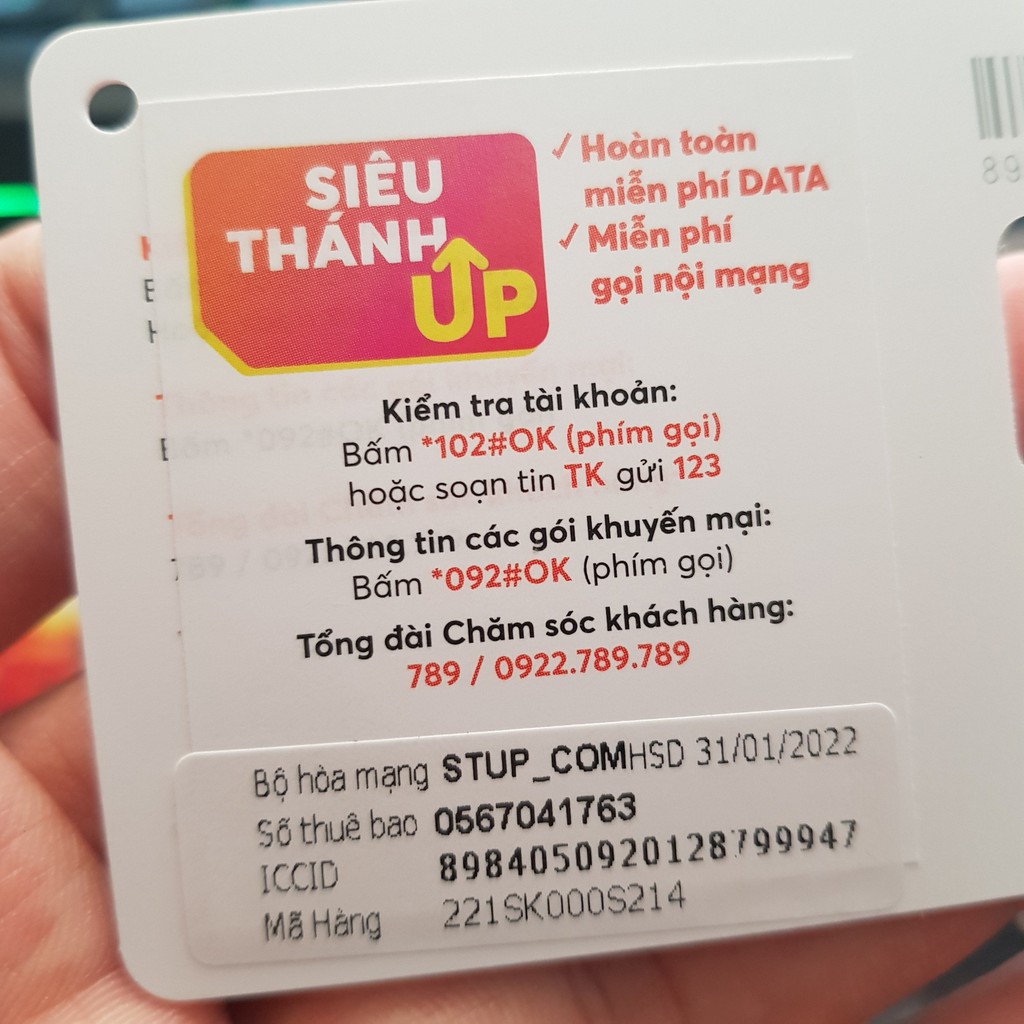 SIÊU
THÁNH
UP
✓ Hoàn toàn
miễn phí DATA
✓ Miễn phí
gọi nội mạng
Kiểm tra tài khoản:
Bấm *102#OK (phím gọi)
hoặc soạn tin TK gửi 123
Thông tin các gói khuyến mại:
Bấm *092#OK (phím gọi)
Tổng đài Chăm sóc khách hàng:
789 / 0922.789.789
Bộ hòa mạng STUP_COMHSD 31/01/2022
Số thuê bao 0567041763
ICCID 8984050920128799947
Mã Hàng 221SK000S214
89